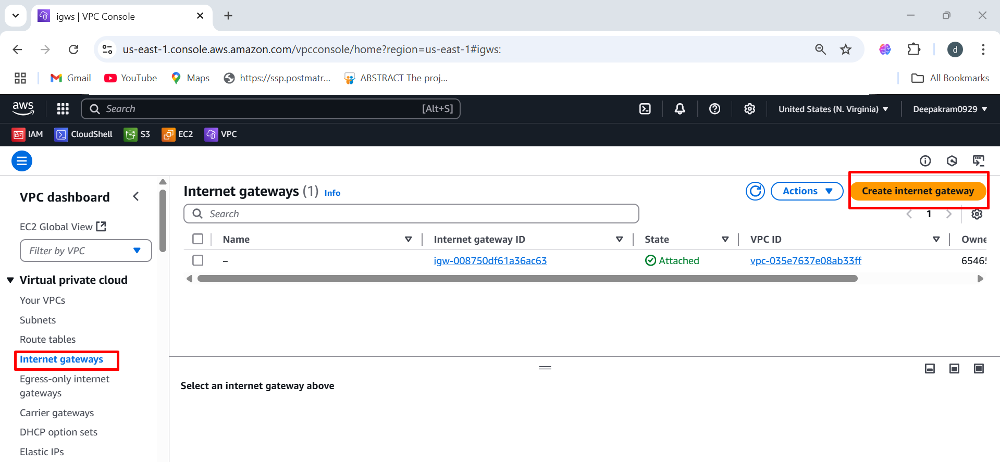 igws | VPC Console
us-east-1.console.aws.amazon.com/vpcconsole/home?region=us-east-1#igws:
d
Gmail
YouTube
Maps
https://ssp.postmatr...
ABSTRACT The proj...
All Bookmarks
aws
Search
[Alt+S]
United States (N. Virginia)
Deepakram0929
IAM
CloudShell
S3
EC2
VPC
VPC dashboard
EC2 Global View
Filter by VPC
Virtual private cloud
Your VPCs
Subnets
Route tables
Internet gateways
Egress-only internet
gateways
Carrier gateways
DHCP option sets
Elastic IPs
Internet gateways (1) Info
Actions
Create internet gateway
Search
1
Name
Internet gateway ID
State
VPC ID
Owne
–
igw-008750df61a36ac63
Attached
vpc-035e7637e08ab33ff
65465
Select an internet gateway above